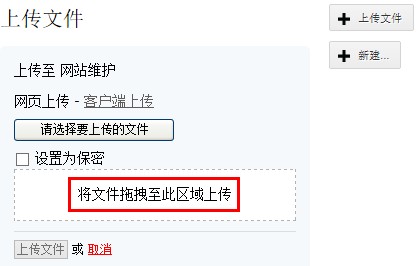 上传文件
上传文件
新建...
上传至 网站维护
网页上传 - 客户端上传
请选择要上传的文件
设置为保密
将文件拖拽至此区域上传
上传文件 或 取消